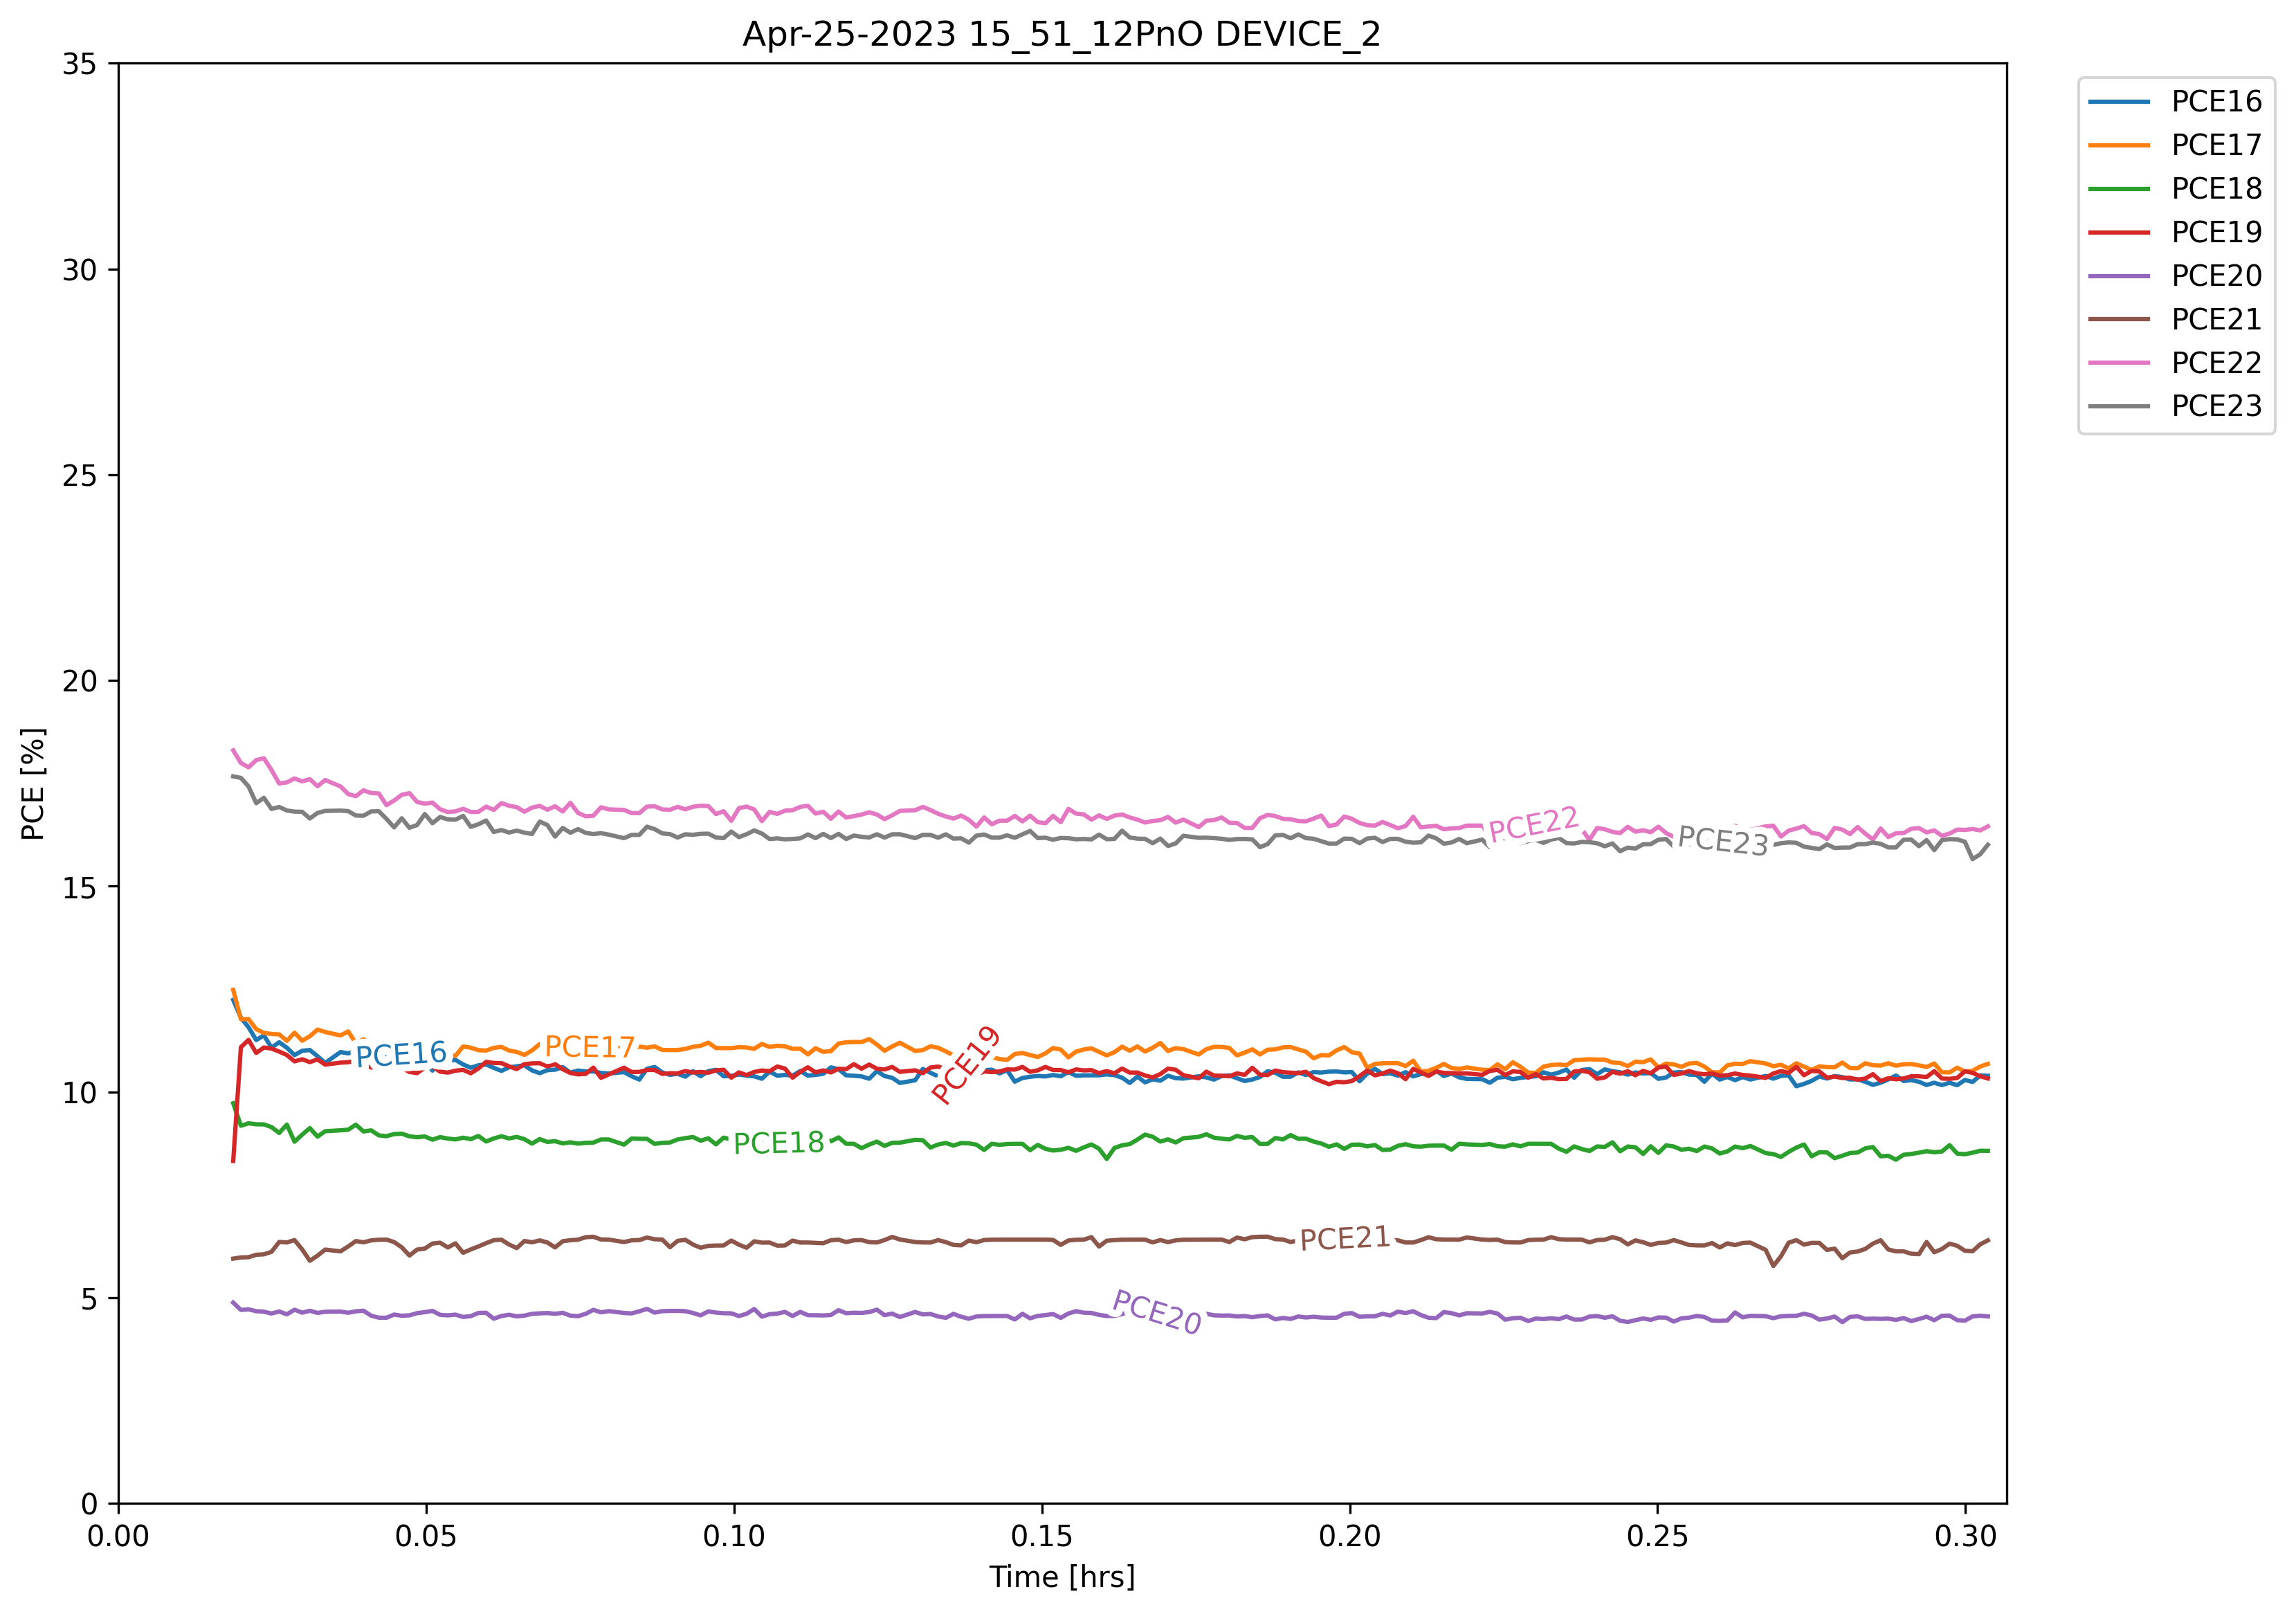 Apr-25-2023 15_51_12PnO DEVICE_2
35
30
25
20
15
10
5
0
PCE [%]
0.00
0.05
0.10
0.15
0.20
0.25
0.30
Time [hrs]
PCE16
PCE17
PCE18
PCE19
PCE20
PCE21
PCE22
PCE23
PCE16
PCE17
PCE18
PCE19
PCE20
PCE21
PCE22
PCE23